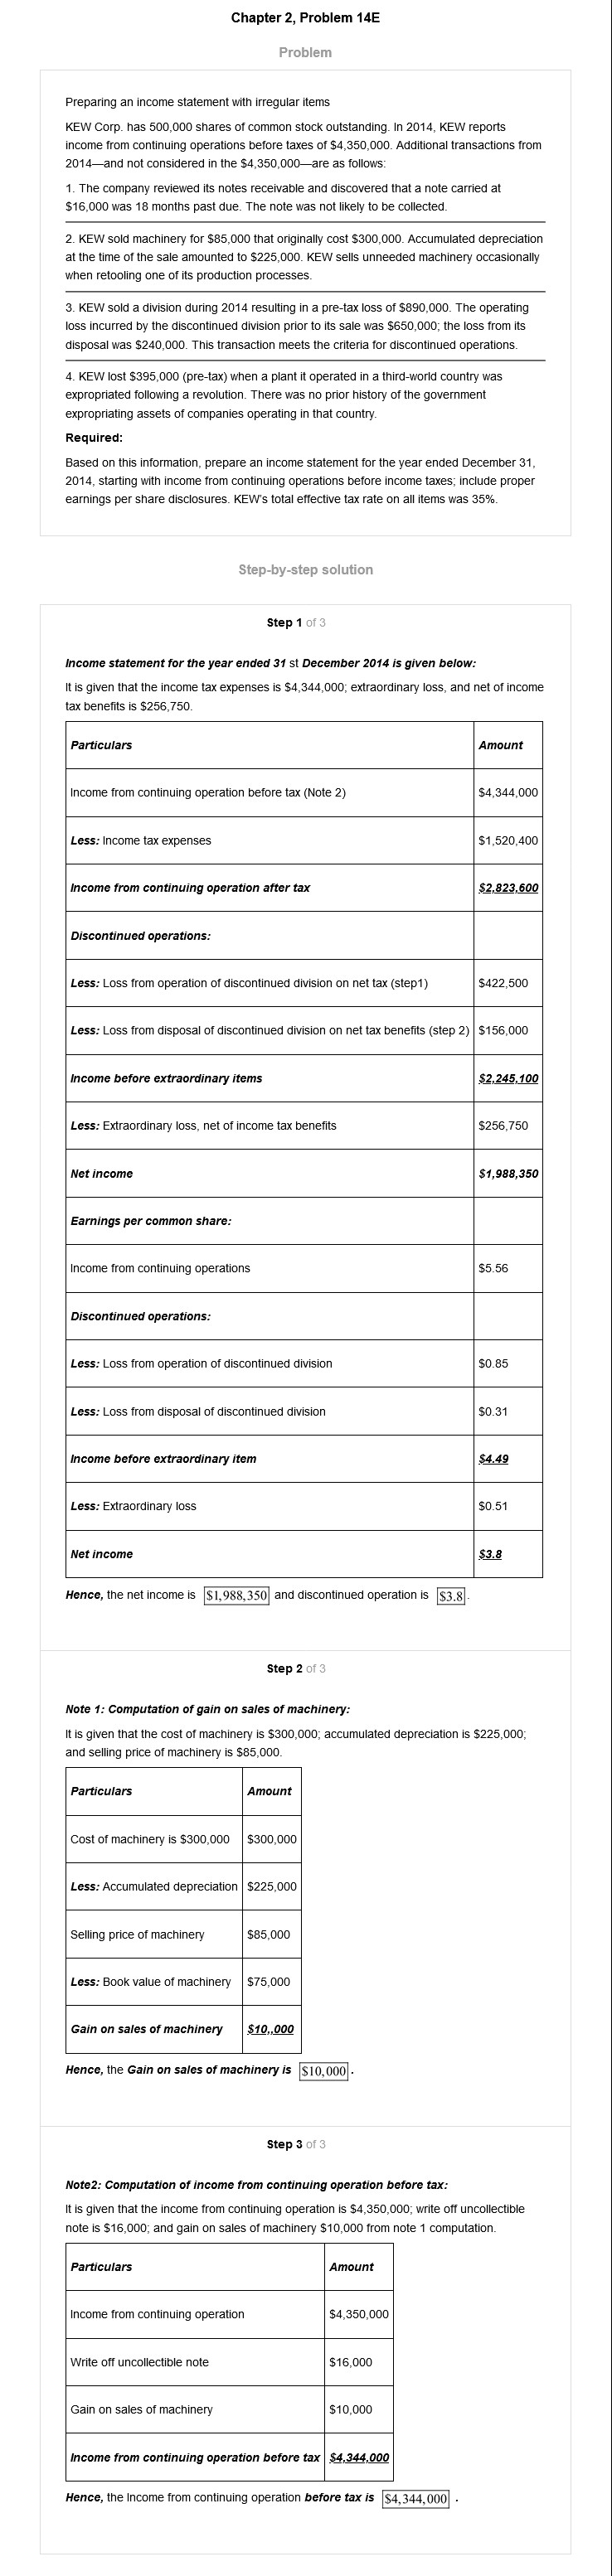 Chapter 2, Problem 14E
Problem
Preparing an income statement with irregular items
KEW Corp. has 500,000 shares of common stock outstanding. In 2014, KEW reports
income from continuing operations before taxes of $4,350,000. Additional transactions from
2014—and not considered in the $4,350,000—are as follows:
1. The company reviewed its notes receivable and discovered that a note carried at
$16,000 was 18 months past due. The note was not likely to be collected.
2. KEW sold machinery for $85,000 that originally cost $300,000. Accumulated depreciation
at the time of the sale amounted to $225,000. KEW sells unneeded machinery occasionally
when retooling one of its production processes.
3. KEW sold a division during 2014 resulting in a pre-tax loss of $890,000. The operating
loss incurred by the discontinued division prior to its sale was $650,000; the loss from its
disposal was $240,000. This transaction meets the criteria for discontinued operations.
4. KEW lost $395,000 (pre-tax) when a plant it operated in a third-world country was
expropriated following a revolution. There was no prior history of the government
expropriating assets of companies operating in that country.
Required:
Based on this information, prepare an income statement for the year ended December 31,
2014, starting with income from continuing operations before income taxes; include proper
earnings per share disclosures. KEW's total effective tax rate on all items was 35%.
Step-by-step solution
Step 1 of 3
Income statement for the year ended 31 st December 2014 is given below:
It is given that the income tax expenses is $4,344,000; extraordinary loss, and net of income
tax benefits is $256,750.
Particulars Amount
Income from continuing operation before tax (Note 2) $4,344,000
Less: Income tax expenses $1,520,400
Income from continuing operation after tax $2,823,600
Discontinued operations:
Less: Loss from operation of discontinued division on net tax (step1) $422,500
Less: Loss from disposal of discontinued division on net tax benefits (step 2) $156,000
Income before extraordinary items $2,245,100
Less: Extraordinary loss, net of income tax benefits $256,750
Net income $1,988,350
Earnings per common share:
Income from continuing operations $5.56
Discontinued operations:
Less: Loss from operation of discontinued division $0.85
Less: Loss from disposal of discontinued division $0.31
Income before extraordinary item $4.49
Less: Extraordinary loss $0.51
Net income $3.8
Hence, the net income is $1,988,350 and discontinued operation is $3.8.
Step 2 of 3
Note 1: Computation of gain on sales of machinery:
It is given that the cost of machinery is $300,000; accumulated depreciation is $225,000;
and selling price of machinery is $85,000.
Particulars Amount
Cost of machinery is $300,000 $300,000
Less: Accumulated depreciation $225,000
Selling price of machinery $85,000
Less: Book value of machinery $75,000
Gain on sales of machinery $10,,000
Hence, the Gain on sales of machinery is $10,000.
Step 3 of 3
Note2: Computation of income from continuing operation before tax:
It is given that the income from continuing operation is $4,350,000; write off uncollectible
note is $16,000; and gain on sales of machinery $10,000 from note 1 computation.
Particulars Amount
Income from continuing operation $4,350,000
Write off uncollectible note $16,000
Gain on sales of machinery $10,000
Income from continuing operation before tax $4,344,000
Hence, the Income from continuing operation before tax is $4,344,000 .